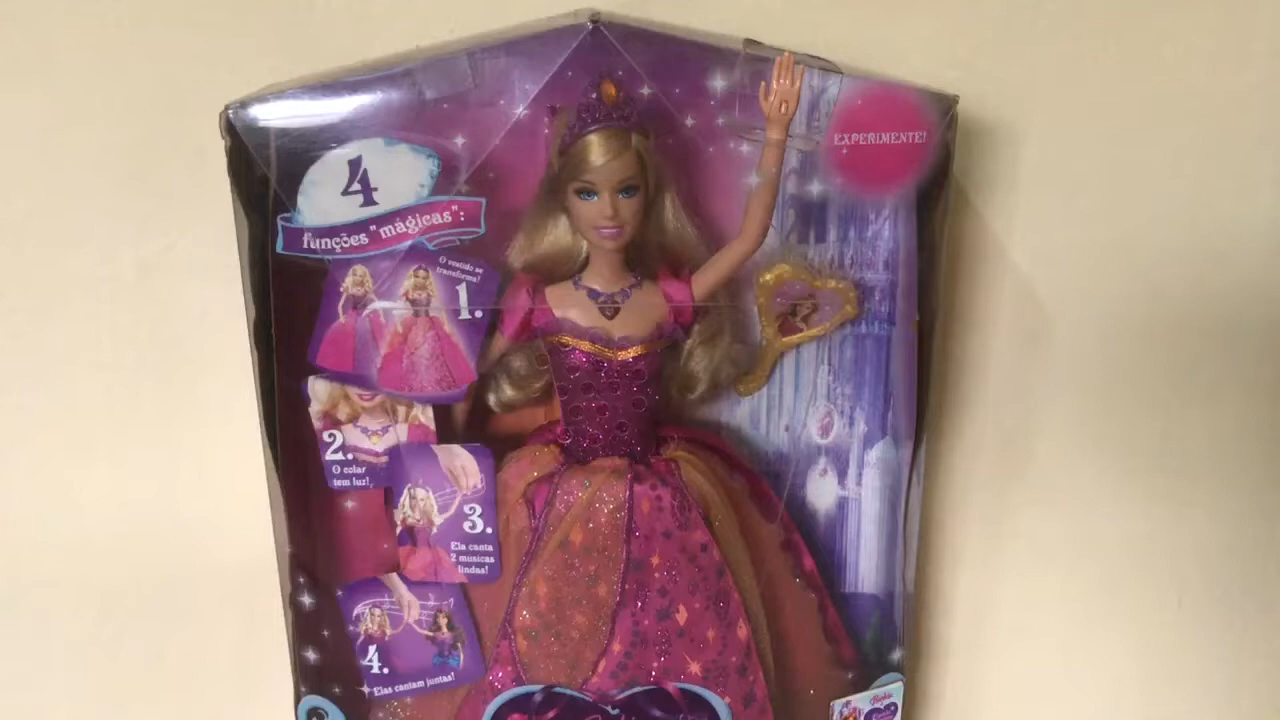 4
funções "mágicas":
O vestido se
transforma!
1.
2.
O colar
tem luz!
3.
Ela canta
2 músicas
lindas!
4.
Elas cantam juntas!
EXPERIMENTE!
Barbie